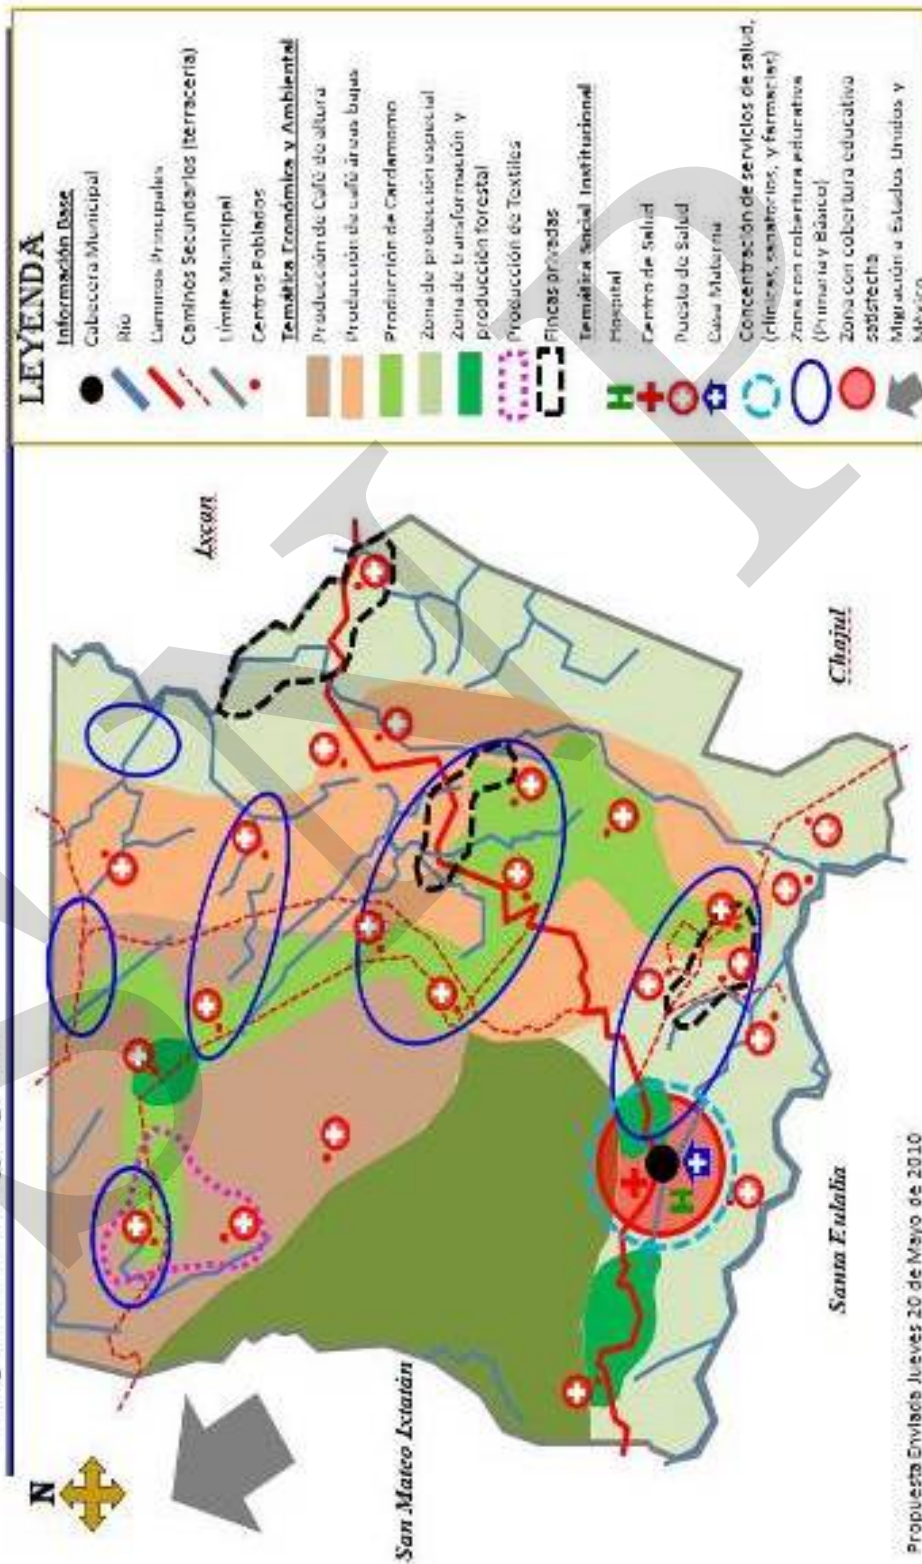 N
San Mateo Ixtatán
Santa Eulalia
Chajul
Ixcan
Propuesta Enviada Jueves 20 de Mayo de 2010
LEYENDA
Información Base
Cabecera Municipal
Río
Caminos Principales
Caminos Secundarios (terracería)
Límite Municipal
Centros Poblados
Temática Económica y Ambiental
Producción de Café de altura
Producción de café áreas bajas
Producción de Cardamomo
Zona de protección especial
Zona de transformación y
producción forestal
Producción de Textiles
Fincas privadas
Temática Social Institucional
H Hospital
Centro de Salud
Puesto de Salud
Casa Materna
Concentración de servicios de salud,
(clínicas, sanatorios, y farmacias)
Zona con cobertura educativa
(Primaria y Básico)
Zona con cobertura educativa
satisfecha
Migración a Estados Unidos y
H